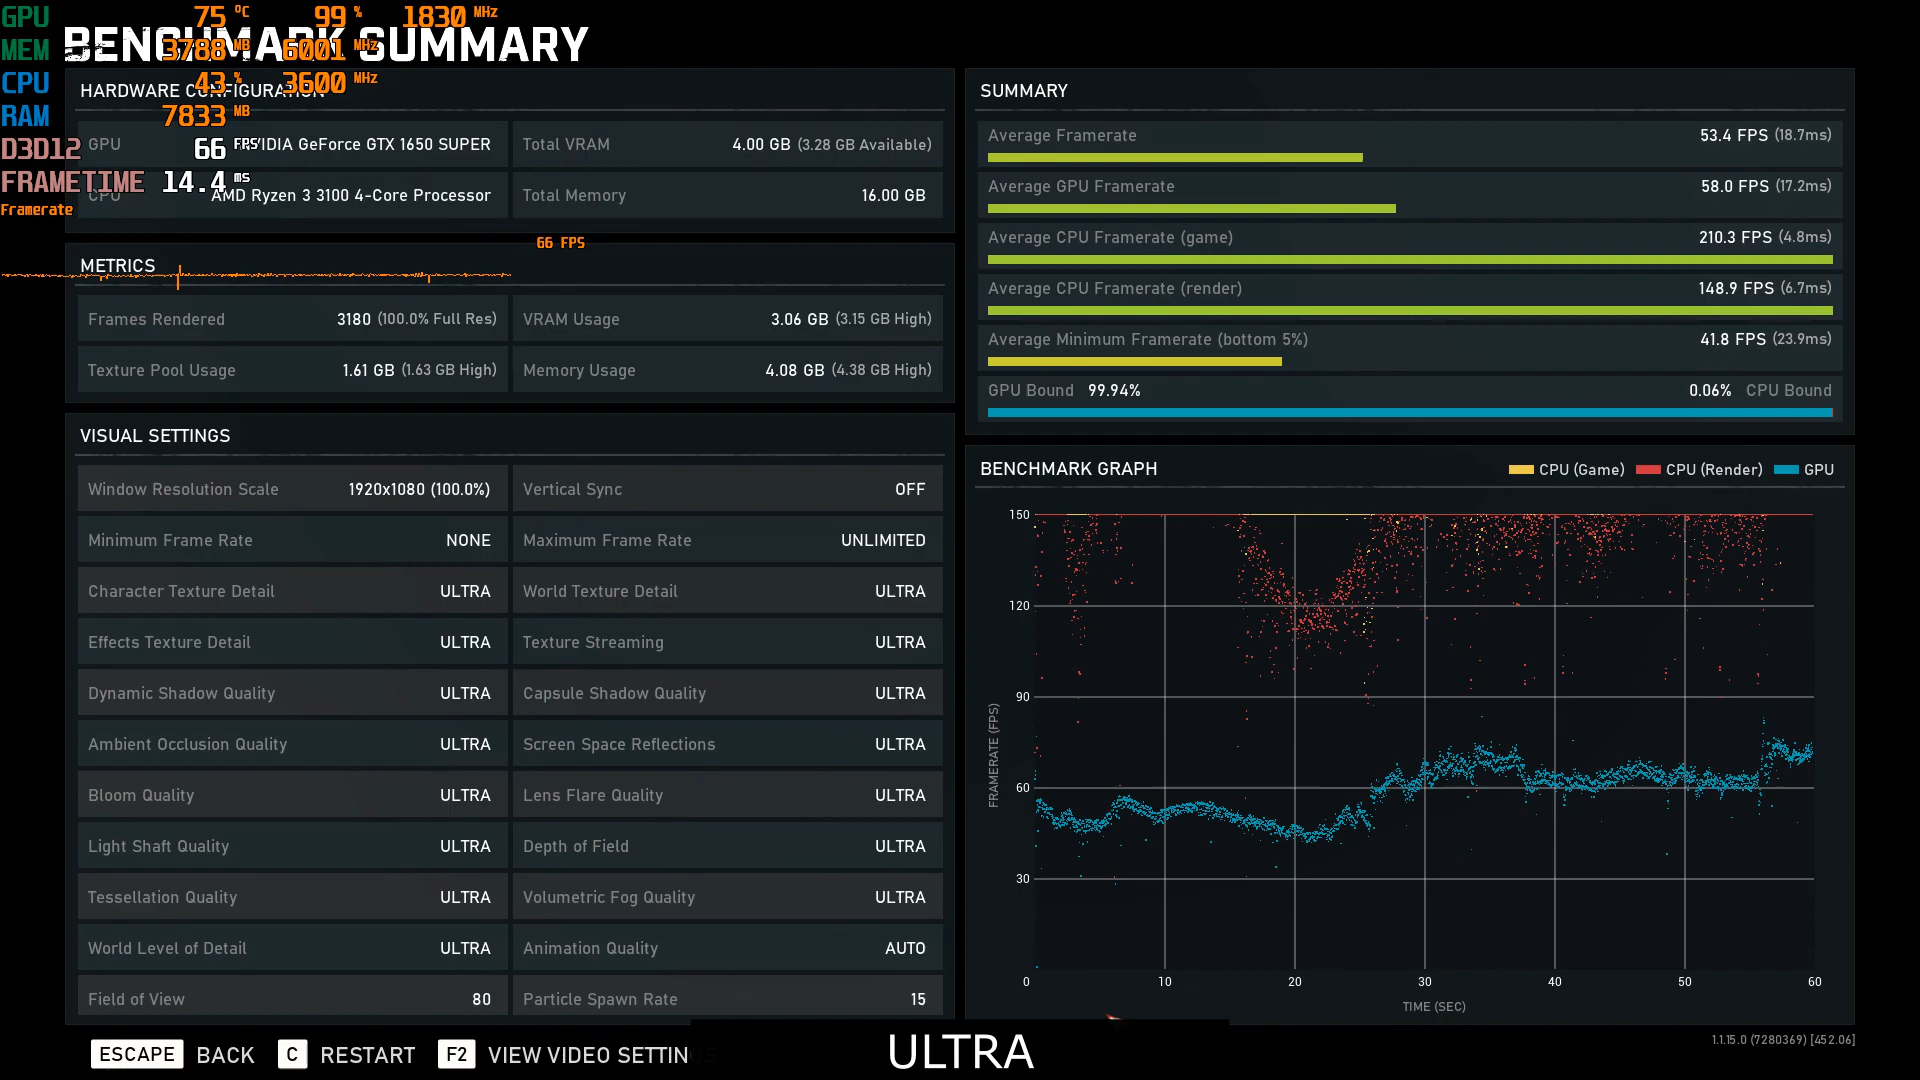 GPU 75 °C 99 % 1830 MHz
BENCHMARK SUMMARY
MEM 3788 MB 6001 MHz
CPU 43 % 3600 MHz
HARDWARE CONFIGURATION
RAM 7833 MB
D3D12 66 FPS
GPU NVIDIA GeForce GTX 1650 SUPER
Total VRAM 4.00 GB (3.28 GB Available)
FRAMETIME 14.4 ms
CPU AMD Ryzen 3 3100 4-Core Processor
Total Memory 16.00 GB
Framerate
66 FPS
METRICS
Frames Rendered 3180 (100.0% Full Res)
VRAM Usage 3.06 GB (3.15 GB High)
Texture Pool Usage 1.61 GB (1.63 GB High)
Memory Usage 4.08 GB (4.38 GB High)
VISUAL SETTINGS
Window Resolution Scale 1920x1080 (100.0%)
Vertical Sync OFF
Minimum Frame Rate NONE
Maximum Frame Rate UNLIMITED
Character Texture Detail ULTRA
World Texture Detail ULTRA
Effects Texture Detail ULTRA
Texture Streaming ULTRA
Dynamic Shadow Quality ULTRA
Capsule Shadow Quality ULTRA
Ambient Occlusion Quality ULTRA
Screen Space Reflections ULTRA
Bloom Quality ULTRA
Lens Flare Quality ULTRA
Light Shaft Quality ULTRA
Depth of Field ULTRA
Tessellation Quality ULTRA
Volumetric Fog Quality ULTRA
World Level of Detail ULTRA
Animation Quality AUTO
Field of View 80
Particle Spawn Rate 15
SUMMARY
Average Framerate 53.4 FPS (18.7ms)
Average GPU Framerate 58.0 FPS (17.2ms)
Average CPU Framerate (game) 210.3 FPS (4.8ms)
Average CPU Framerate (render) 148.9 FPS (6.7ms)
Average Minimum Framerate (bottom 5%) 41.8 FPS (23.9ms)
GPU Bound 99.94% 0.06% CPU Bound
BENCHMARK GRAPH
CPU (Game) CPU (Render) GPU
150
120
90
60
30
FRAMERATE (FPS)
0 10 20 30 40 50 60
TIME (SEC)
ESCAPE BACK C RESTART F2 VIEW VIDEO SETTINGS
ULTRA
1.1.15.0 (7280369) [452.06]